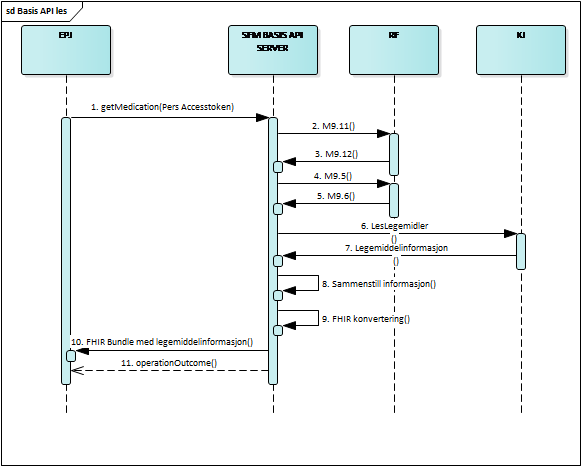 sd Basis API les
EPJ
SFM BASIS API
SERVER
RF
KJ
1. getMedication(Pers Accesstoken)
2. M9.11()
3. M9.12()
4. M9.5()
5. M9.6()
6. LesLegemidler
()
7. Legemiddelinformasjon
()
8. Sammenstill informasjon()
9. FHIR konvertering()
10. FHIR Bundle med legemiddelinformasjon()
11. operationOutcome()